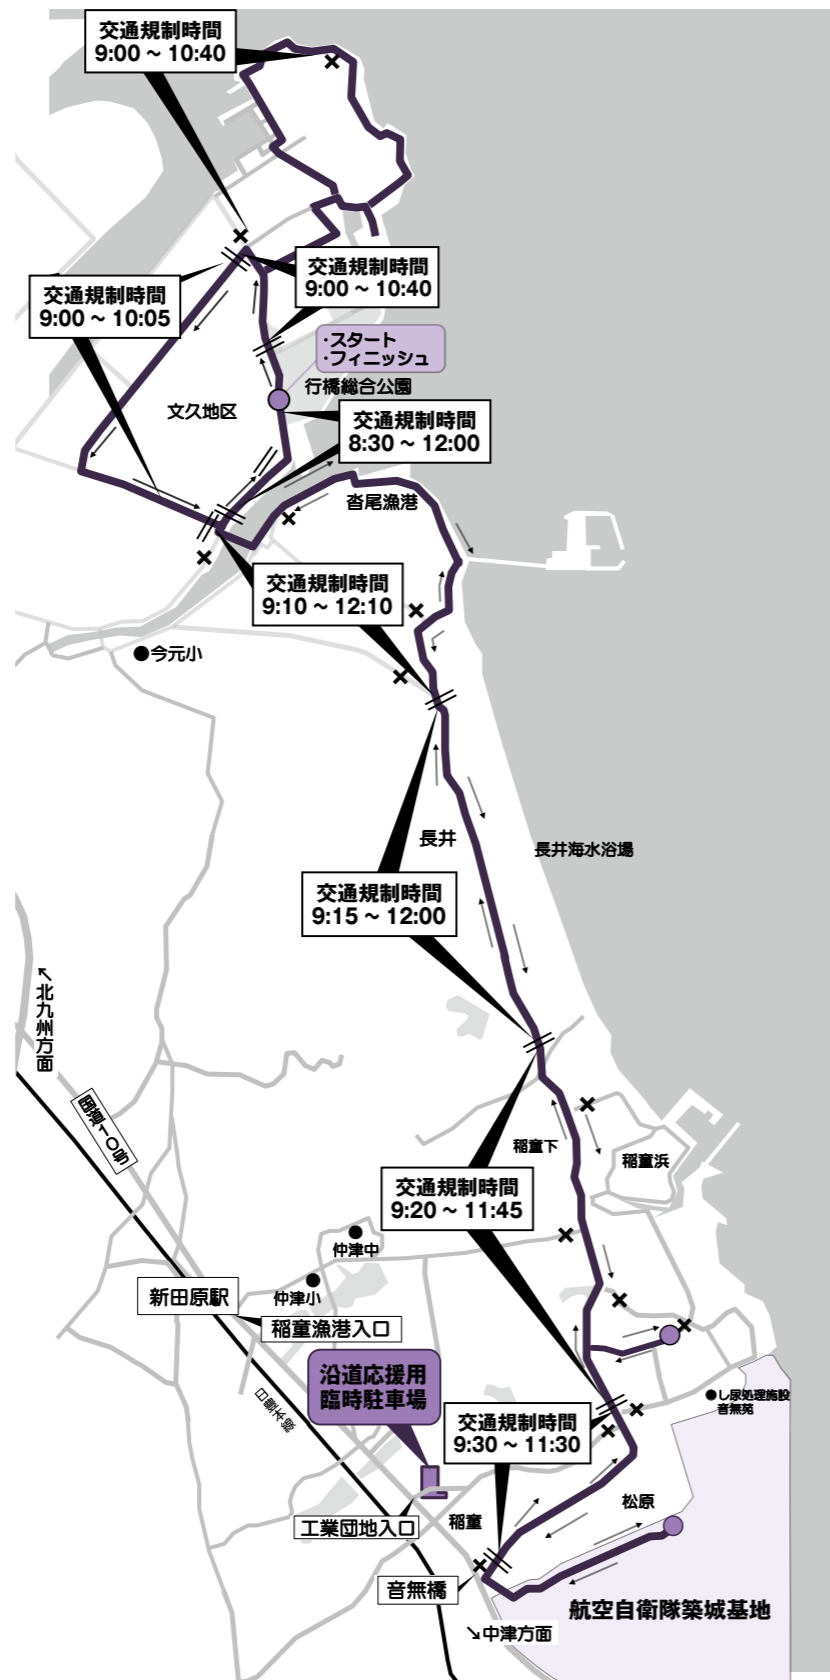 交通規制時間
9:00 ~ 10:40
交通規制時間
9:00 ~ 10:40
交通規制時間
9:00 ~ 10:05
・スタート
・フィニッシュ
行橋総合公園
文久地区
交通規制時間
8:30 ~ 12:00
沓尾漁港
交通規制時間
9:10 ~ 12:10
今元小
長井
長井海水浴場
交通規制時間
9:15 ~ 12:00
↖北九州方面
国道10号
稲童下
稲童浜
交通規制時間
9:20 ~ 11:45
仲津中
仲津小
新田原駅
稲童漁港入口
沿道応援用
臨時駐車場
日豊本線
し尿処理施設
音無苑
交通規制時間
9:30 ~ 11:30
松原
稲童
工業団地入口
音無橋
航空自衛隊築城基地
↘中津方面